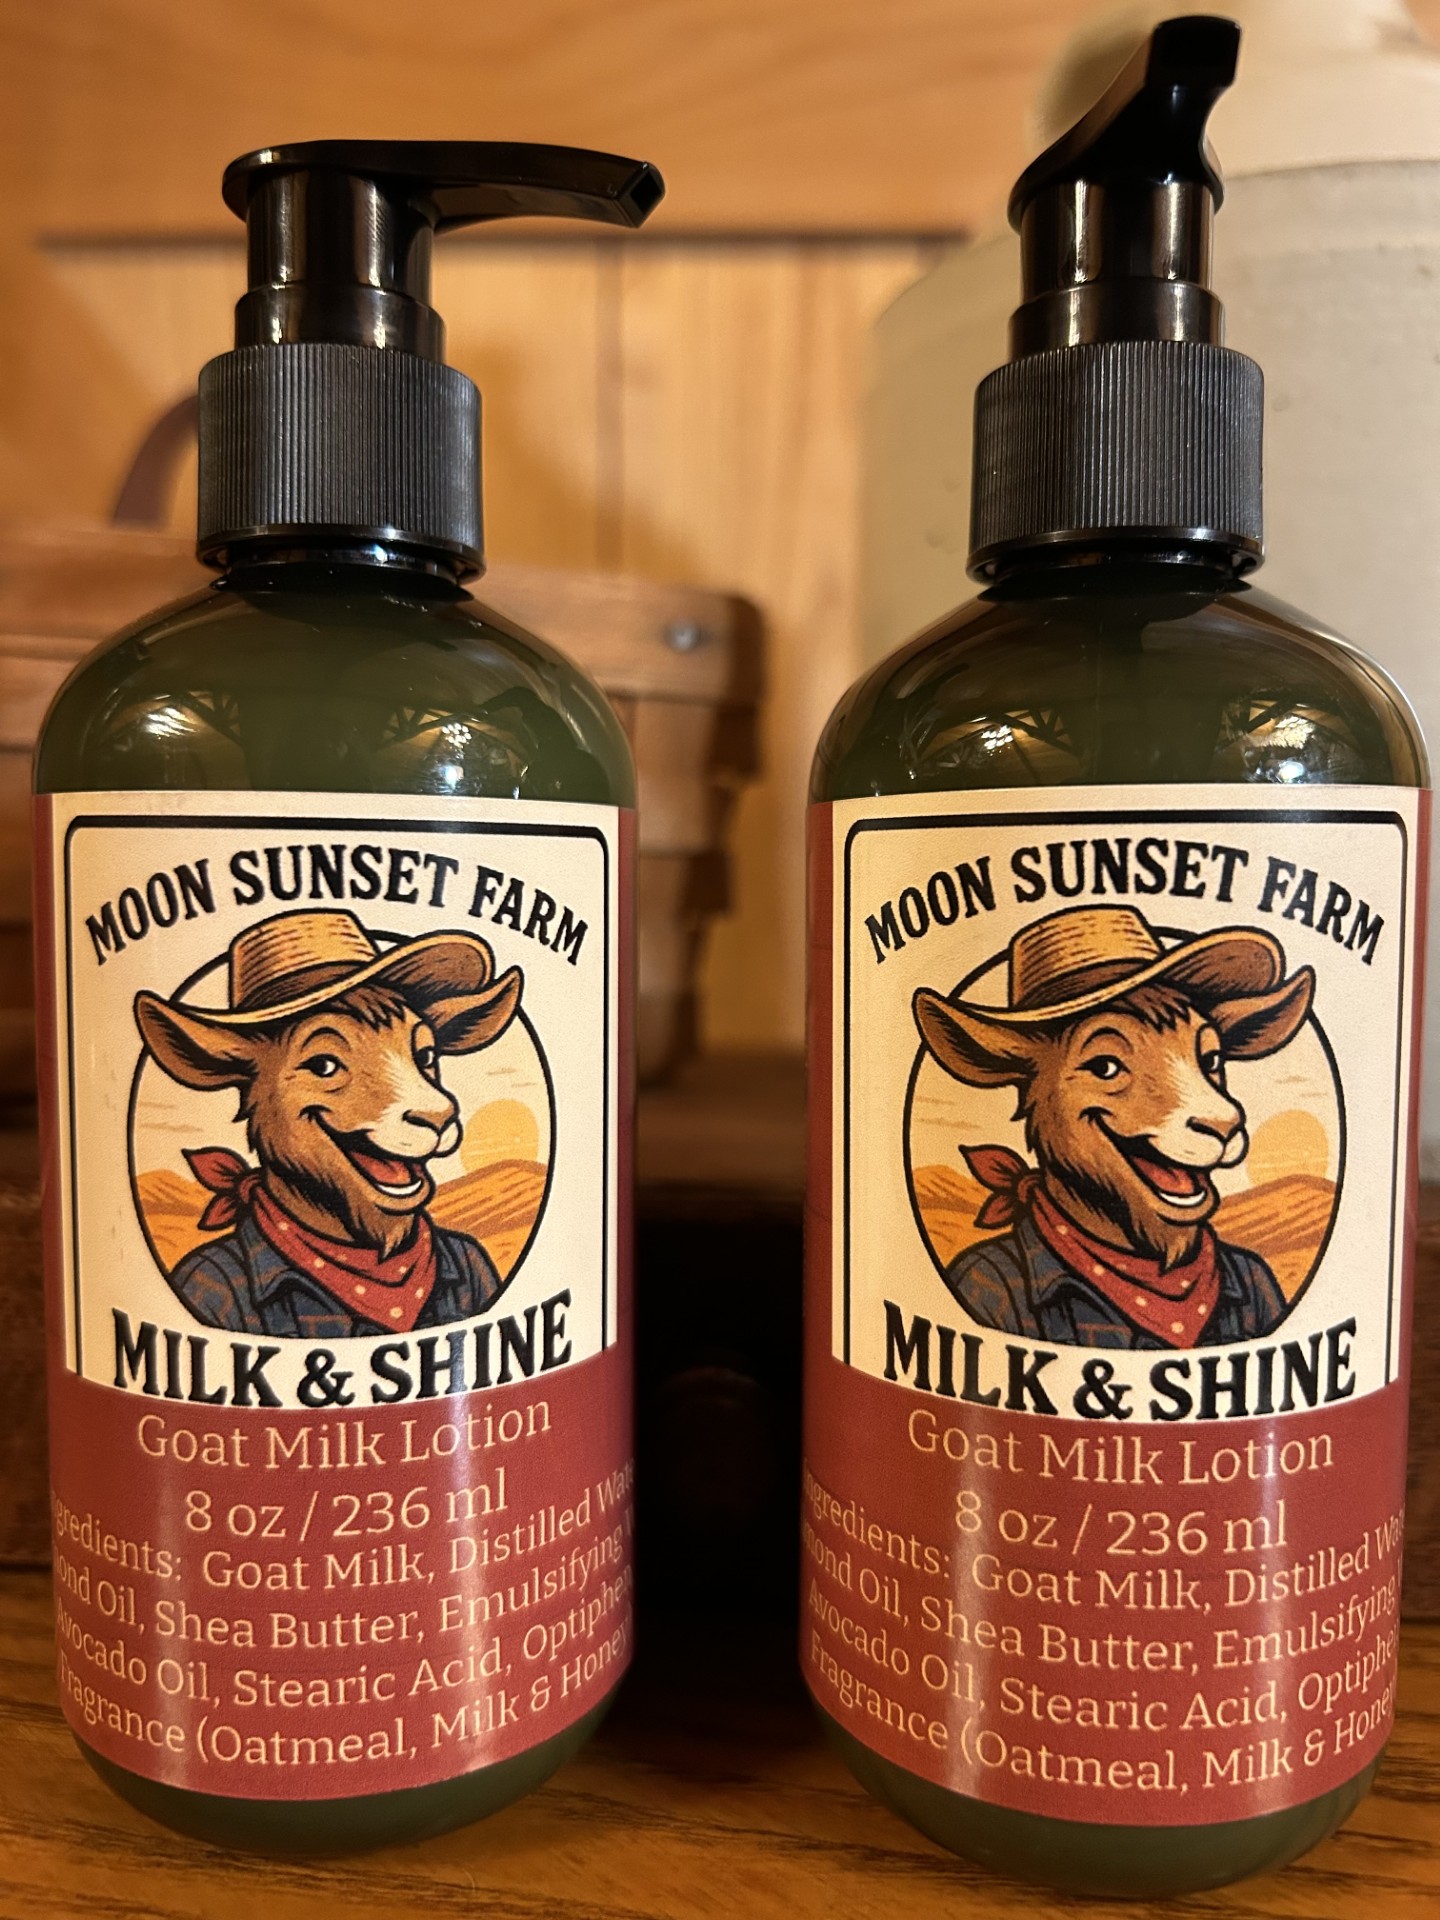 MOON SUNSET FARM
MILK & SHINE
Goat Milk Lotion
8 oz / 236 ml
Goat Milk, Distilled
Oil, Shea Butter, Emulsifying
Avocado Oil, Stearic Acid,
Fragrance (Oatmeal, Milk & Honey
MOON SUNSET FARM
MILK & SHINE
Goat Milk Lotion
8 oz / 236 ml
Goat Milk, Distilled
Oil, Shea Butter, Emulsifying
Avocado Oil, Stearic Acid,
Fragrance (Oatmeal, Milk & Honey